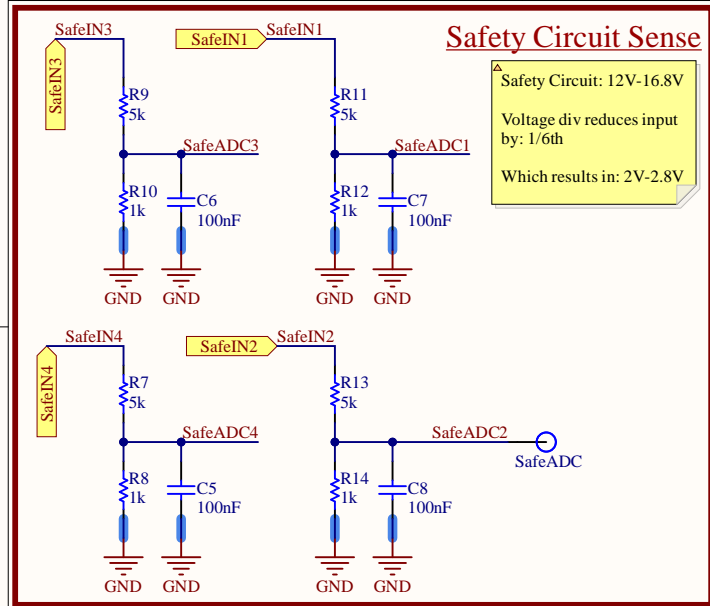 Safety Circuit Sense
Safety Circuit: 12V-16.8V
Voltage div reduces input
by: 1/6th
Which results in: 2V-2.8V
SafeIN3
SafeIN3
R9
5k
SafeADC3
R10
1k
C6
100nF
GND
GND
SafeIN1
SafeIN1
R11
5k
SafeADC1
R12
1k
C7
100nF
GND
GND
SafeIN4
SafeIN4
R7
5k
SafeADC4
R8
1k
C5
100nF
GND
GND
SafeIN2
SafeIN2
R13
5k
SafeADC2
SafeADC
R14
1k
C8
100nF
GND
GND